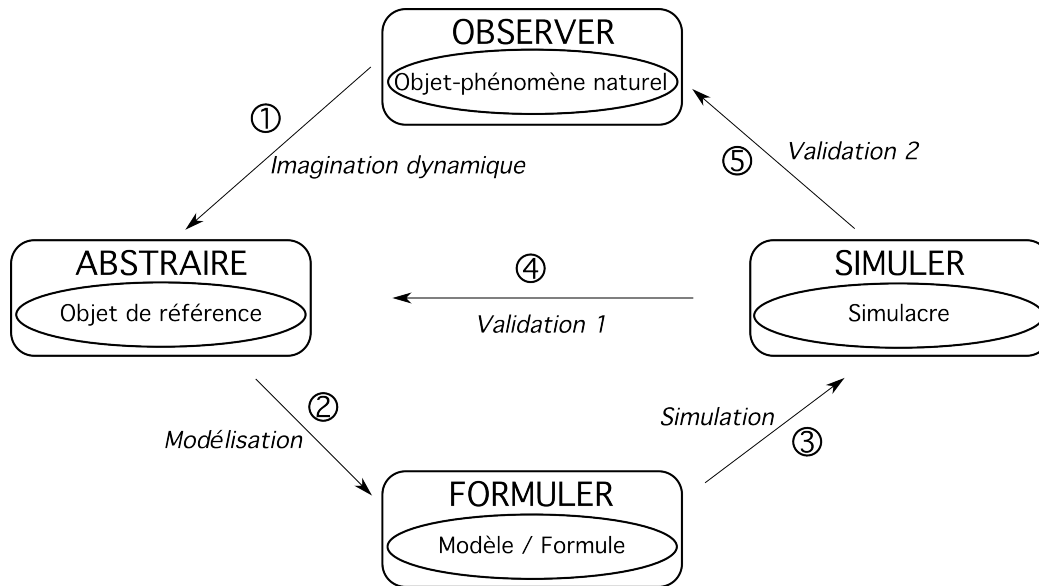 OBSERVER
Objet-phénomène naturel
①
Imagination dynamique
⑤
Validation 2
ABSTRAIRE
Objet de référence
④
Validation 1
SIMULER
Simulacre
②
Modélisation
Simulation
③
FORMULER
Modèle / Formule